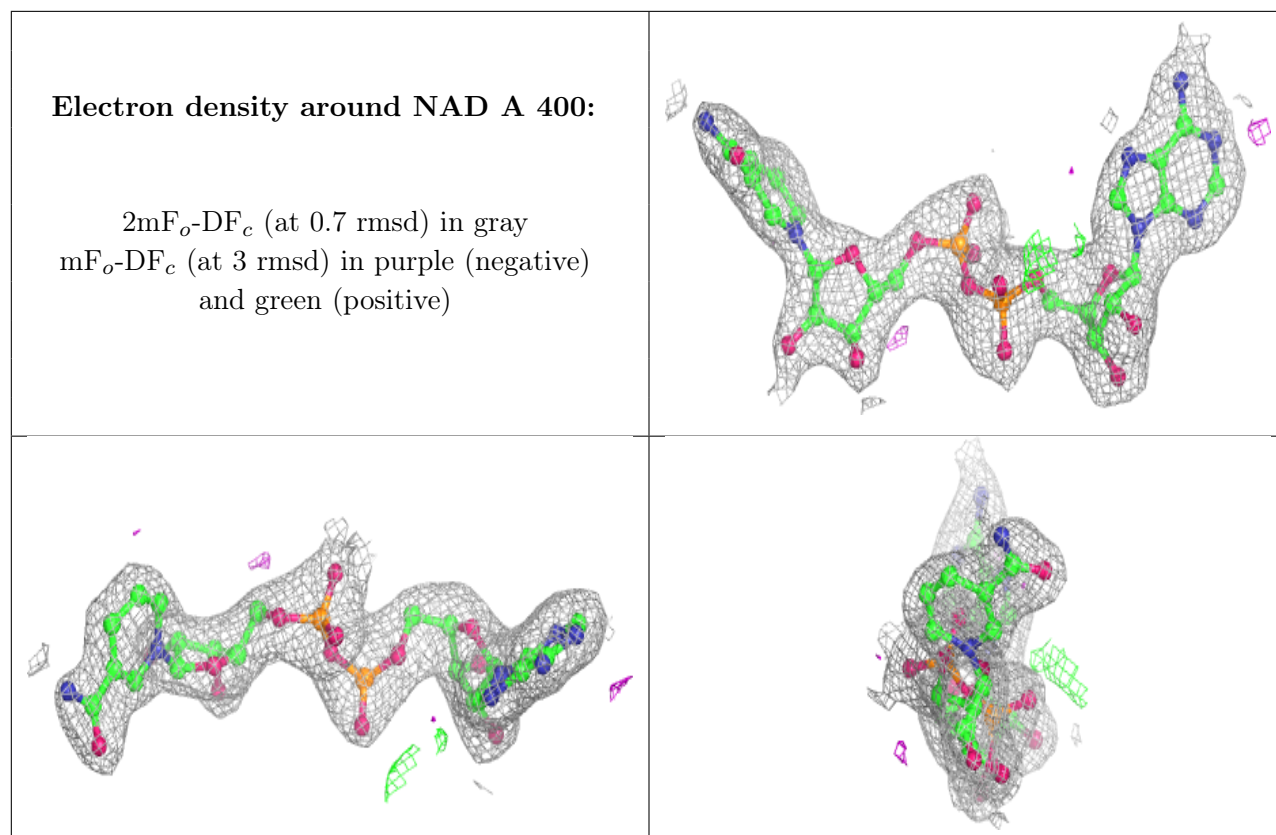 Electron density around NAD A 400:
2mFo-DFc (at 0.7 rmsd) in gray
mFo-DFc (at 3 rmsd) in purple (negative)
and green (positive)